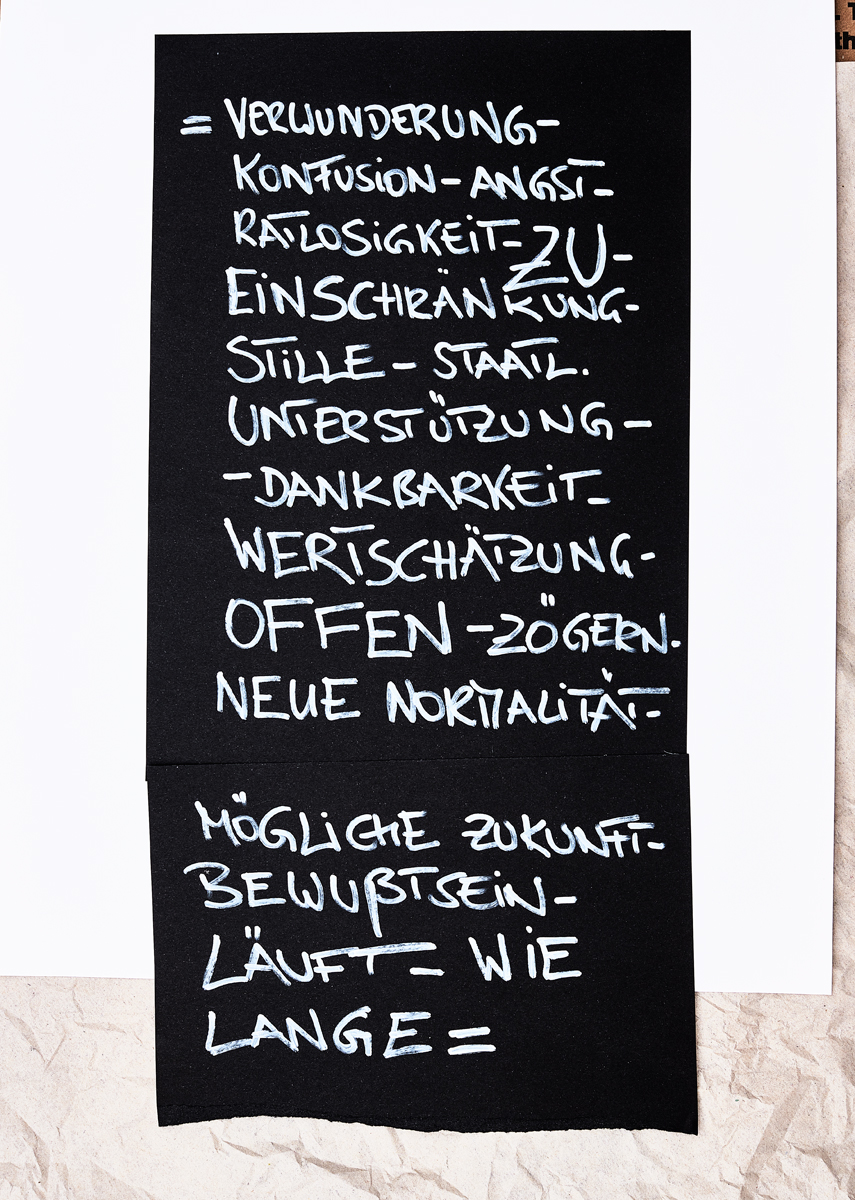 = VERWUNDERUNG-
KONFUSION-ANGST-
RATLOSIGKEIT-ZU-
EINSCHRÄNKUNG-
STILLE-STAATL.
UNTERSTÜTZUNG-
-DANKBARKEIT-
WERTSCHÄTZUNG-
OFFEN-ZÖGERN.
NEUE NORMALITÄT-
MÖGLICHE ZUKUNFT-
BEWUßTSEIN-
LÄUFT- WIE
LANGE=